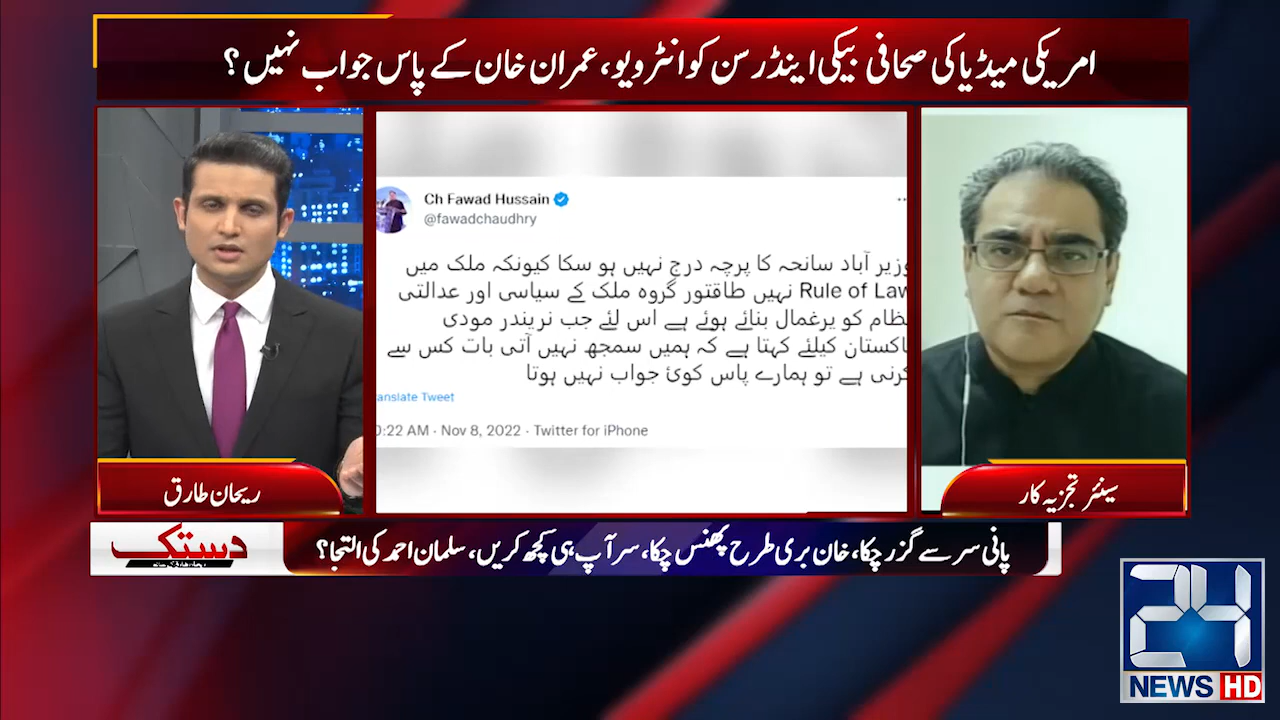 امریکی میڈیا کی صحافی بیکی اینڈرسن کو انٹرویو، عمران خان کے پاس جواب نہیں؟
Ch Fawad Hussain
@fawadchaudhry
وزیر آباد سانحہ کا پرچہ درج نہیں ہو سکا کیونکہ ملک میں
Rule of Law نہیں طاقتور گروہ ملک کے سیاسی اور عدالتی
نظام کو یرغمال بنائے ہوئے ہے اس لئے جب نریندر مودی
پاکستان کیلئے کہتا ہے کہ ہمیں سمجھ نہیں آتی بات کس سے
کرنی ہے تو ہمارے پاس کوئ جواب نہیں ہوتا
anslate Tweet
0:22 AM · Nov 8, 2022 · Twitter for iPhone
ریحان طارق
سینئر تجزیہ کار
دستک
پانی سر سے گزر چکا، خان بری طرح پھنس چکا، سر آپ ہی کچھ کریں، سلمان احمد کی التجا؟
24
NEWS HD